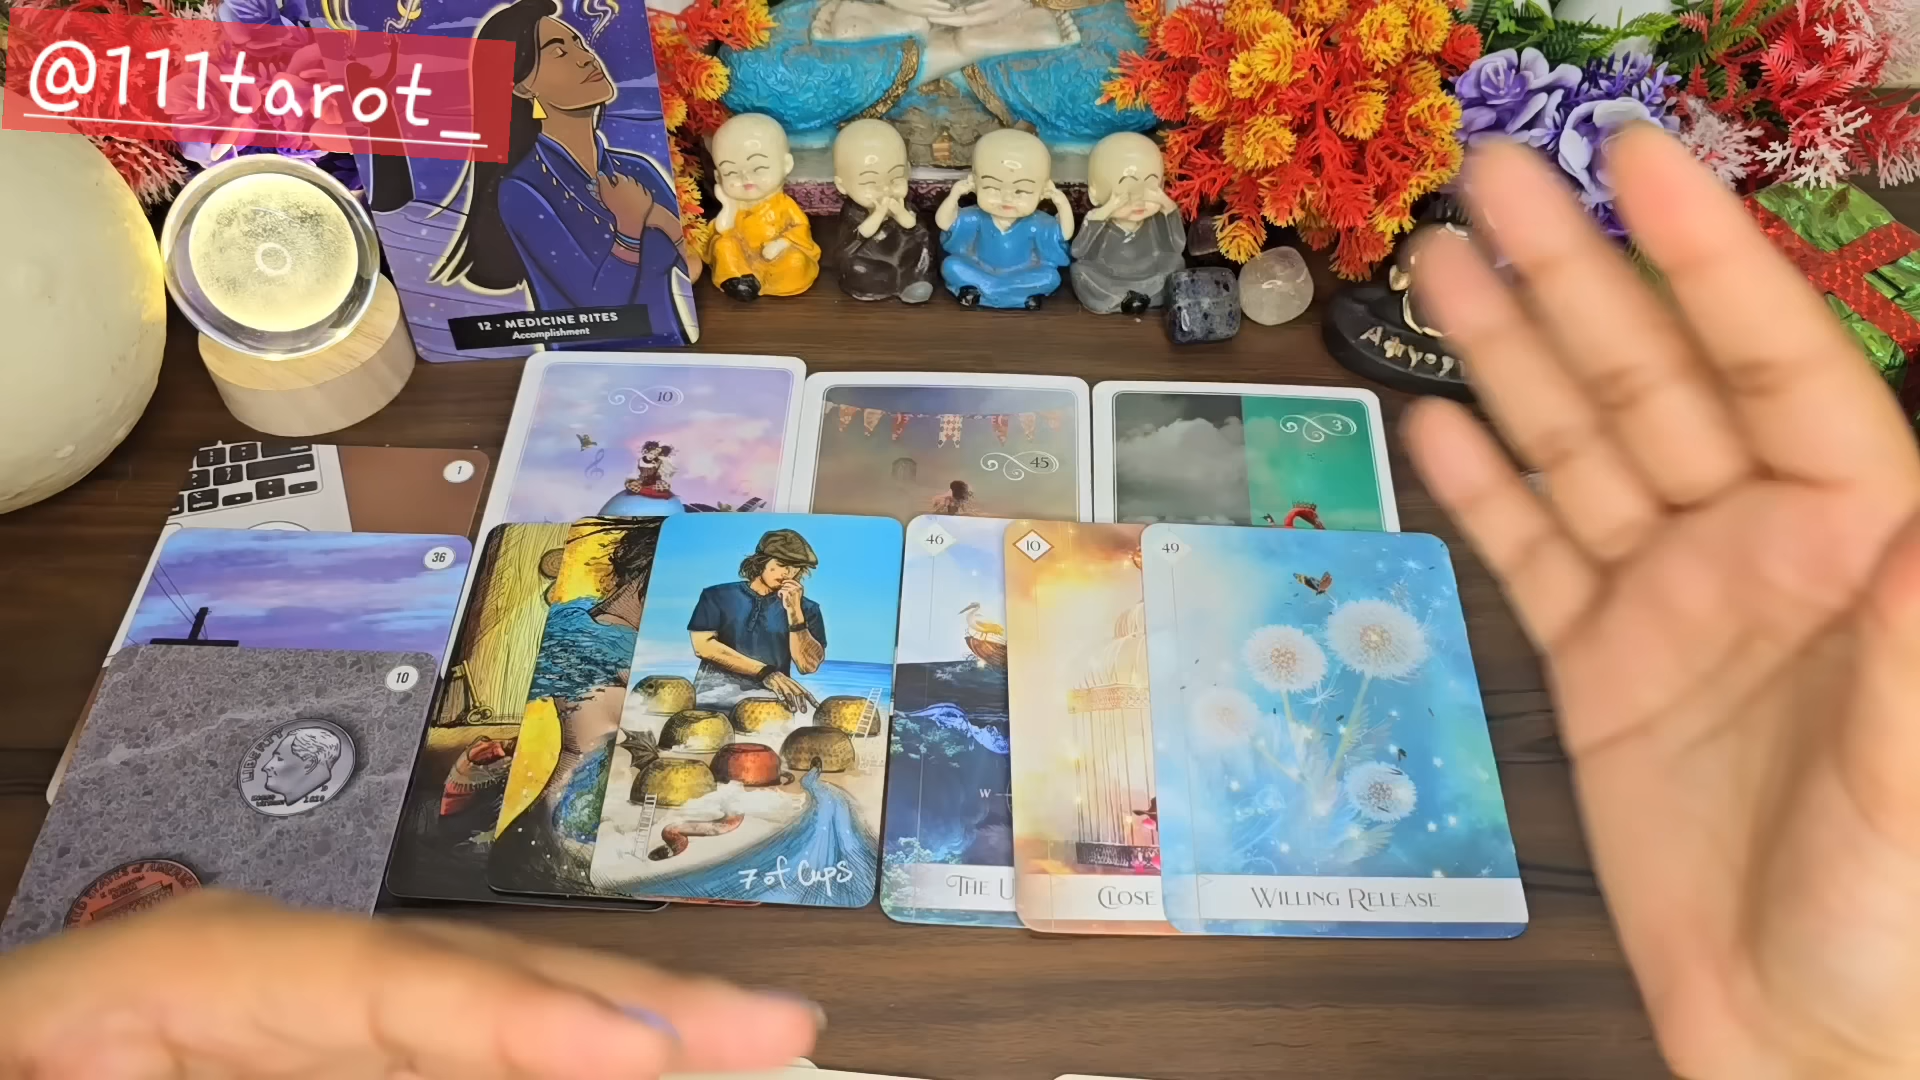 @111tarot_
12 · MEDICINE RITES
Accomplishment
10
45
3
1
36
46
10
49
10
LIBERTY
W
7 of Cups
THE U
CLOSE
WILLING RELEASE